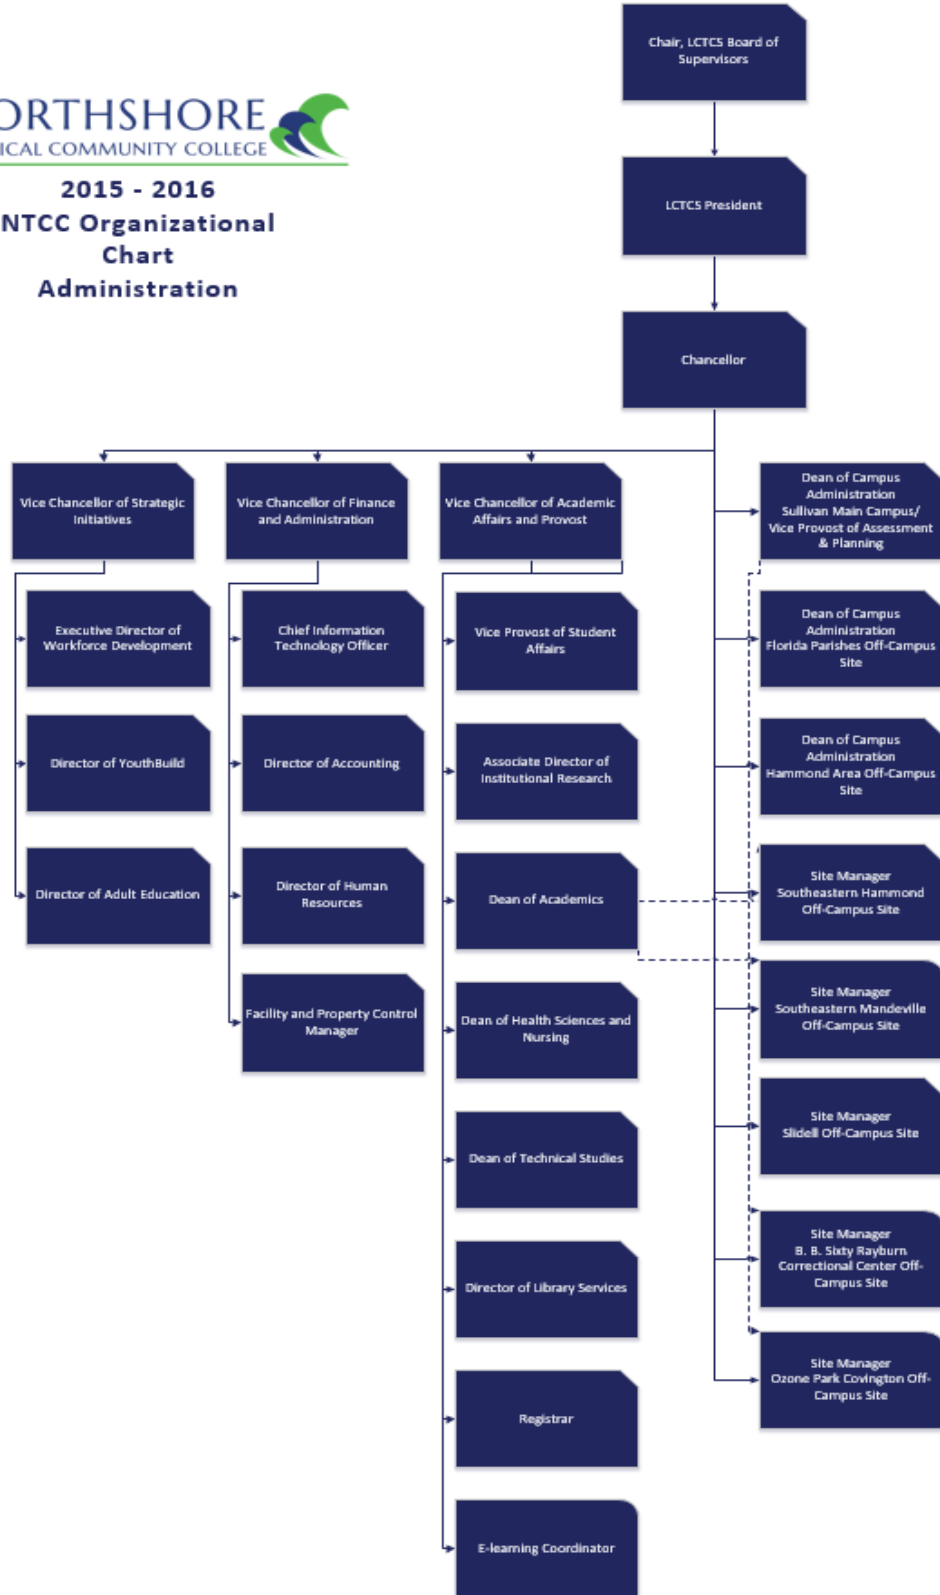 Chair, LCTCS Board of
Supervisors
ORTHSHORE
ICAL COMMUNITY COLLEGE
2015 - 2016
NTCC Organizational
Chart
Administration
LCTCS President
Chancellor
Vice Chancellor of Strategic
Initiatives
Vice Chancellor of Finance
and Administration
Vice Chancellor of Academic
Affairs and Provost
Dean of Campus
Administration
Sullivan Main Campus/
Vice Provost of Assessment
& Planning
Executive Director of
Workforce Development
Chief Information
Technology Officer
Vice Provost of Student
Affairs
Dean of Campus
Administration
Florida Parishes Off-Campus
Site
Director of YouthBuild
Director of Accounting
Associate Director of
Institutional Research
Dean of Campus
Administration
Hammond Area Off-Campus
Site
Director of Adult Education
Director of Human
Resources
Dean of Academics
Site Manager
Southeastern Hammond
Off-Campus Site
Facility and Property Control
Manager
Dean of Health Sciences and
Nursing
Site Manager
Southeastern Mandeville
Off-Campus Site
Dean of Technical Studies
Site Manager
Slidell Off-Campus Site
Director of Library Services
Site Manager
B. B. Sixty Rayburn
Correctional Center Off-
Campus Site
Registrar
Site Manager
Ozone Park Covington Off-
Campus Site
E-learning Coordinator